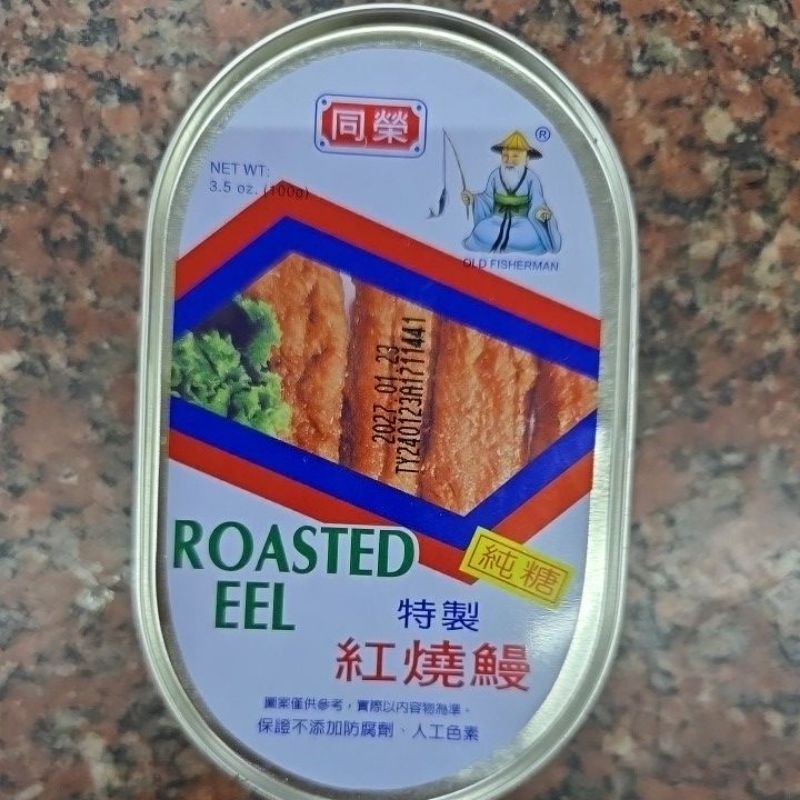 同榮
®
NET WT:
3.5 oz. (100g)
OLD FISHERMAN
2027.01.23
TY240123A1711441
ROASTED
EEL
純糖
特製
紅燒鰻
圖案僅供參考，實際以內容物為準。
保證不添加防腐劑、人工色素